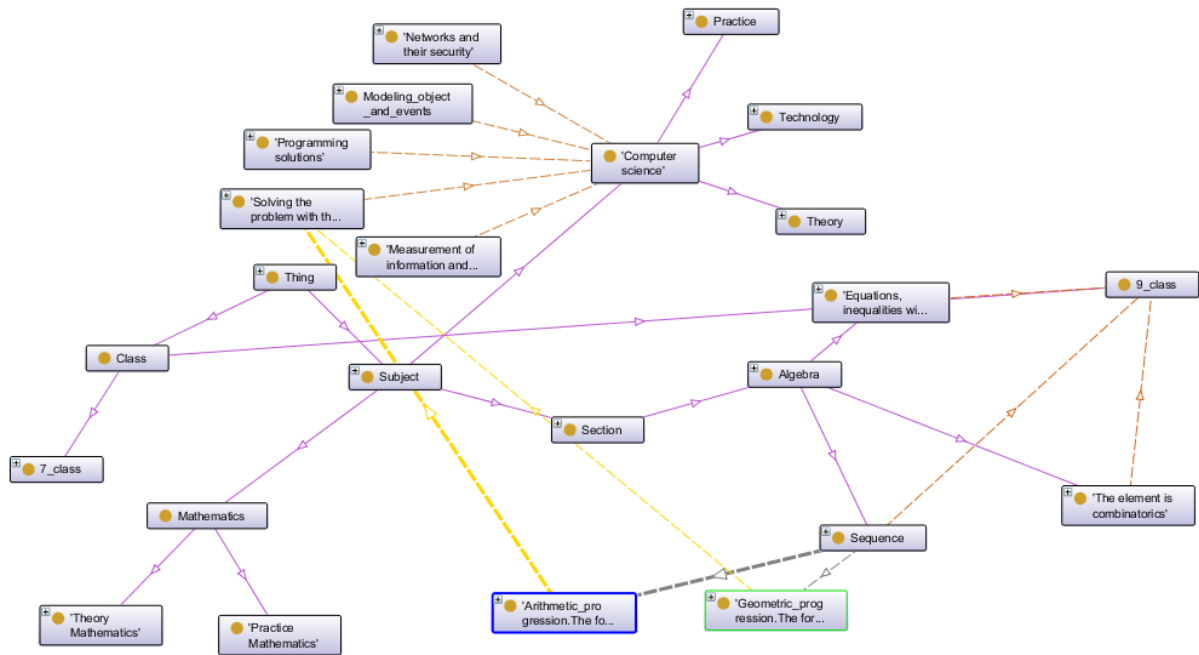 Practice
'Networks and
their security'
Modeling_object
_and_events
Technology
'Programming
solutions'
'Computer
science'
'Solving the
problem with th...
Theory
'Measurement of
information and...
Thing
'Equations,
inequalities wi...
9_class
Class
Subject
Algebra
Section
7_class
'The element is
combinatorics'
Mathematics
Sequence
'Arithmetic_pro
gression.The fo...
'Geometric_prog
ression.The for...
'Theory
Mathematics'
'Practice
Mathematics'